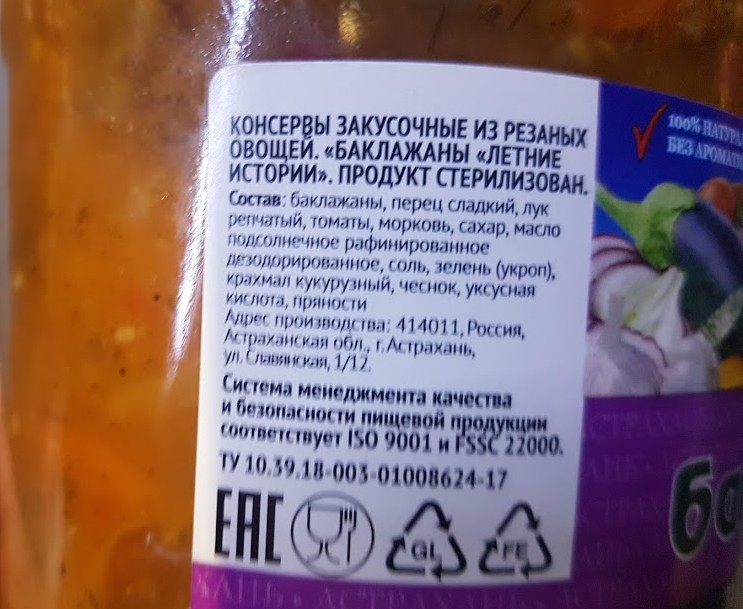 КОНСЕРВЫ ЗАКУСОЧНЫЕ ИЗ РЕЗАНЫХ
ОВОЩЕЙ. «БАКЛАЖАНЫ «ЛЕТНИЕ
ИСТОРИИ». ПРОДУКТ СТЕРИЛИЗОВАН.
Состав: баклажаны, перец сладкий, лук
репчатый, томаты, морковь, сахар, масло
подсолнечное рафинированное
дезодорированное, соль, зелень (укроп),
крахмал кукурузный, чеснок, уксусная
кислота, пряности
Адрес производства: 414011, Россия,
Астраханская обл., г. Астрахань,
ул. Славянская, 1/12.
Система менеджмента качества
и безопасности пищевой продукции
соответствует ISO 9001 и FSSC 22000.
ТУ 10.39.18-003-01008624-17
ЕАС
GL
FE
100% НАТУРА
БЕЗ АРОМАТИ
ба